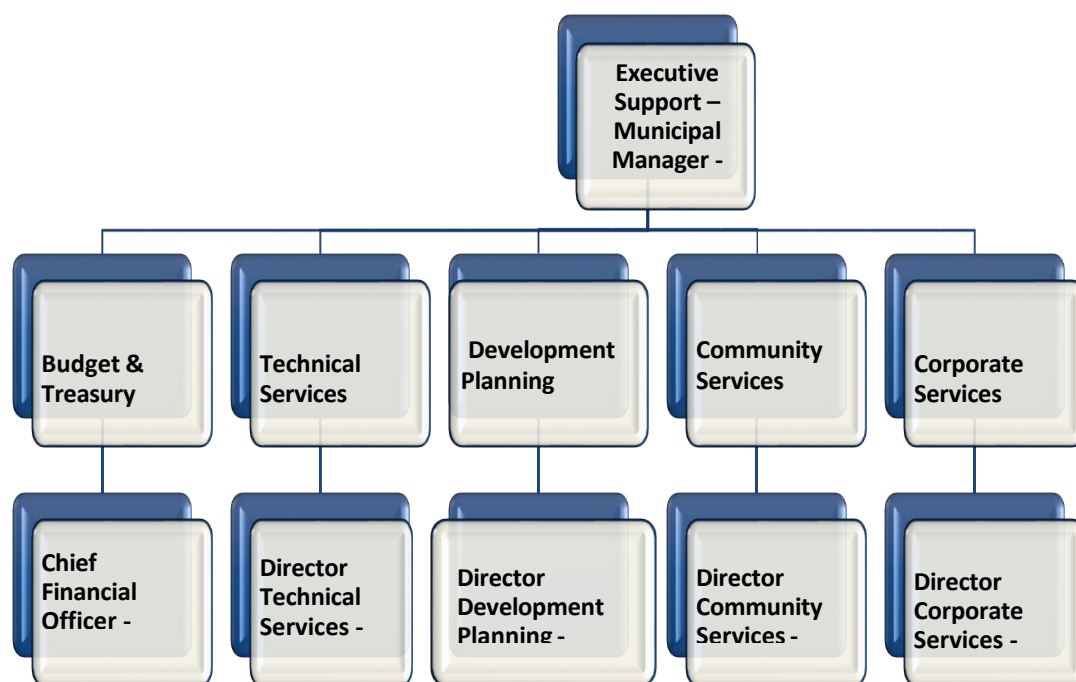 Executive
Support –
Municipal
Manager -
Budget &
Treasury
Technical
Services
Development
Planning
Community
Services
Corporate
Services
Chief
Financial
Officer -
Director
Technical
Services -
Director
Development
Planning -
Director
Community
Services -
Director
Corporate
Services -